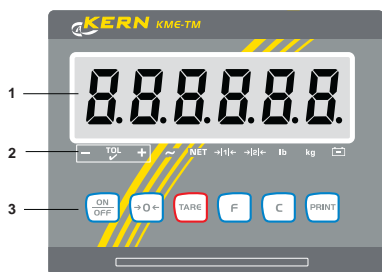 KERN KME-TM
1
8.8.8.8.8.8.
2
− TOL + ~ NET →|1|← →|2|← lb kg
3
ON OFF →0← TARE F C PRINT